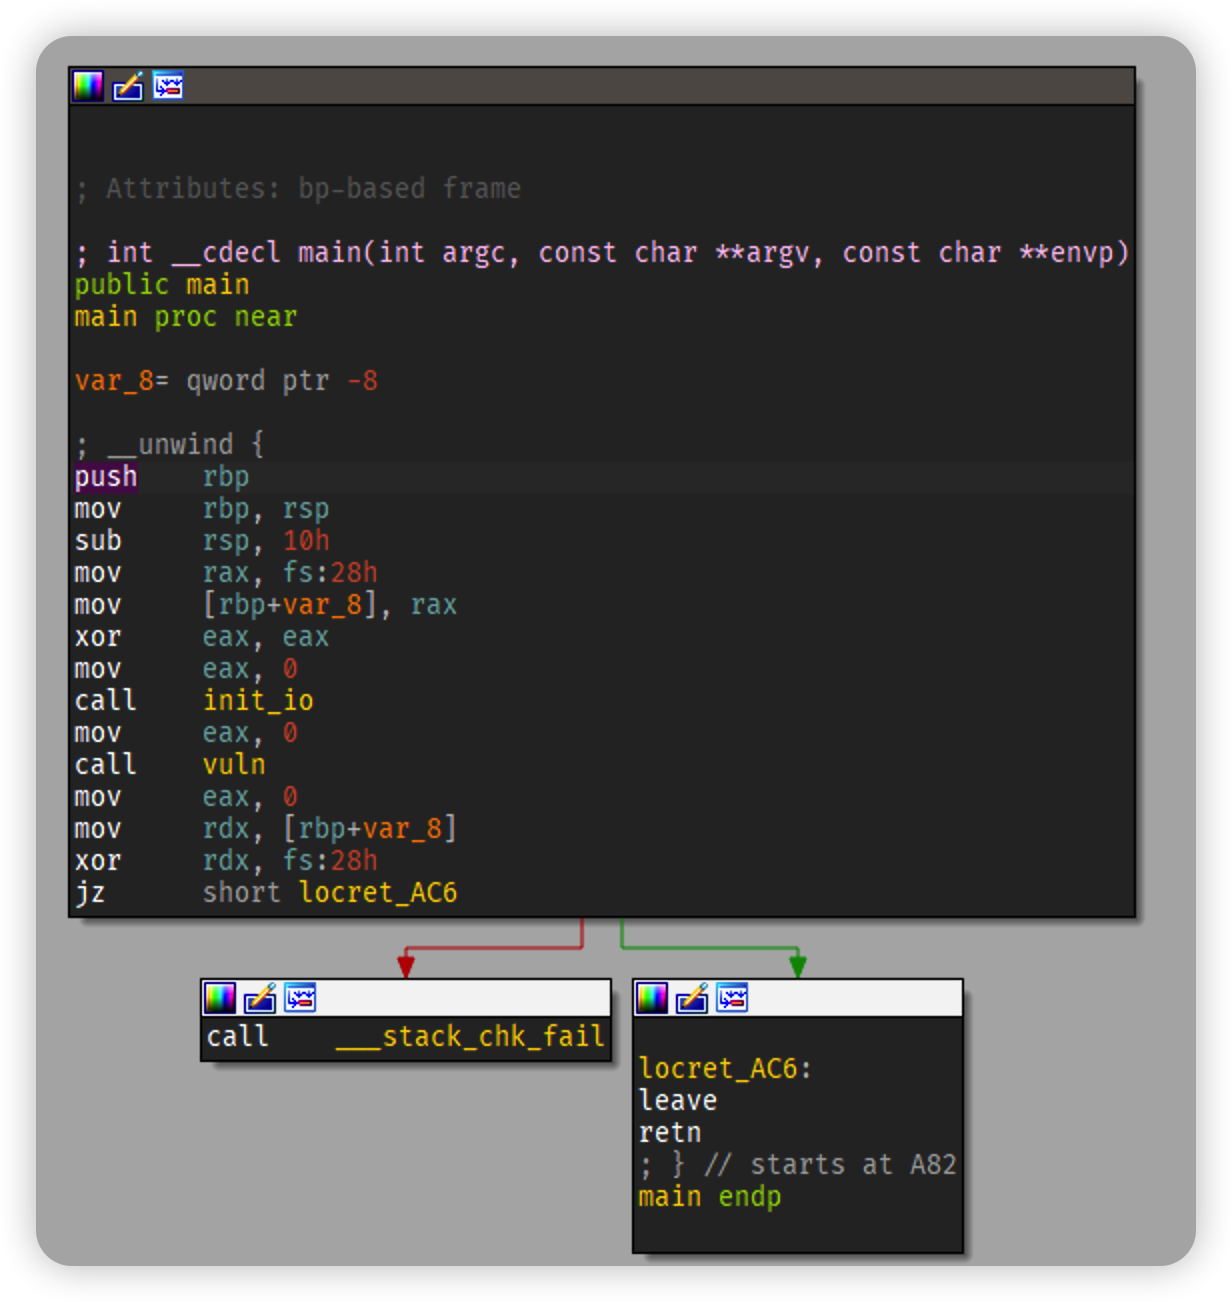 ; Attributes: bp-based frame
; int __cdecl main(int argc, const char **argv, const char **envp)
public main
main proc near
var_8= qword ptr -8
; __unwind {
push    rbp
mov     rbp, rsp
sub     rsp, 10h
mov     rax, fs:28h
mov     [rbp+var_8], rax
xor     eax, eax
mov     eax, 0
call    init_io
mov     eax, 0
call    vuln
mov     eax, 0
mov     rdx, [rbp+var_8]
xor     rdx, fs:28h
jz      short locret_AC6
call    ___stack_chk_fail
locret_AC6:
leave
retn
; } // starts at A82
main endp